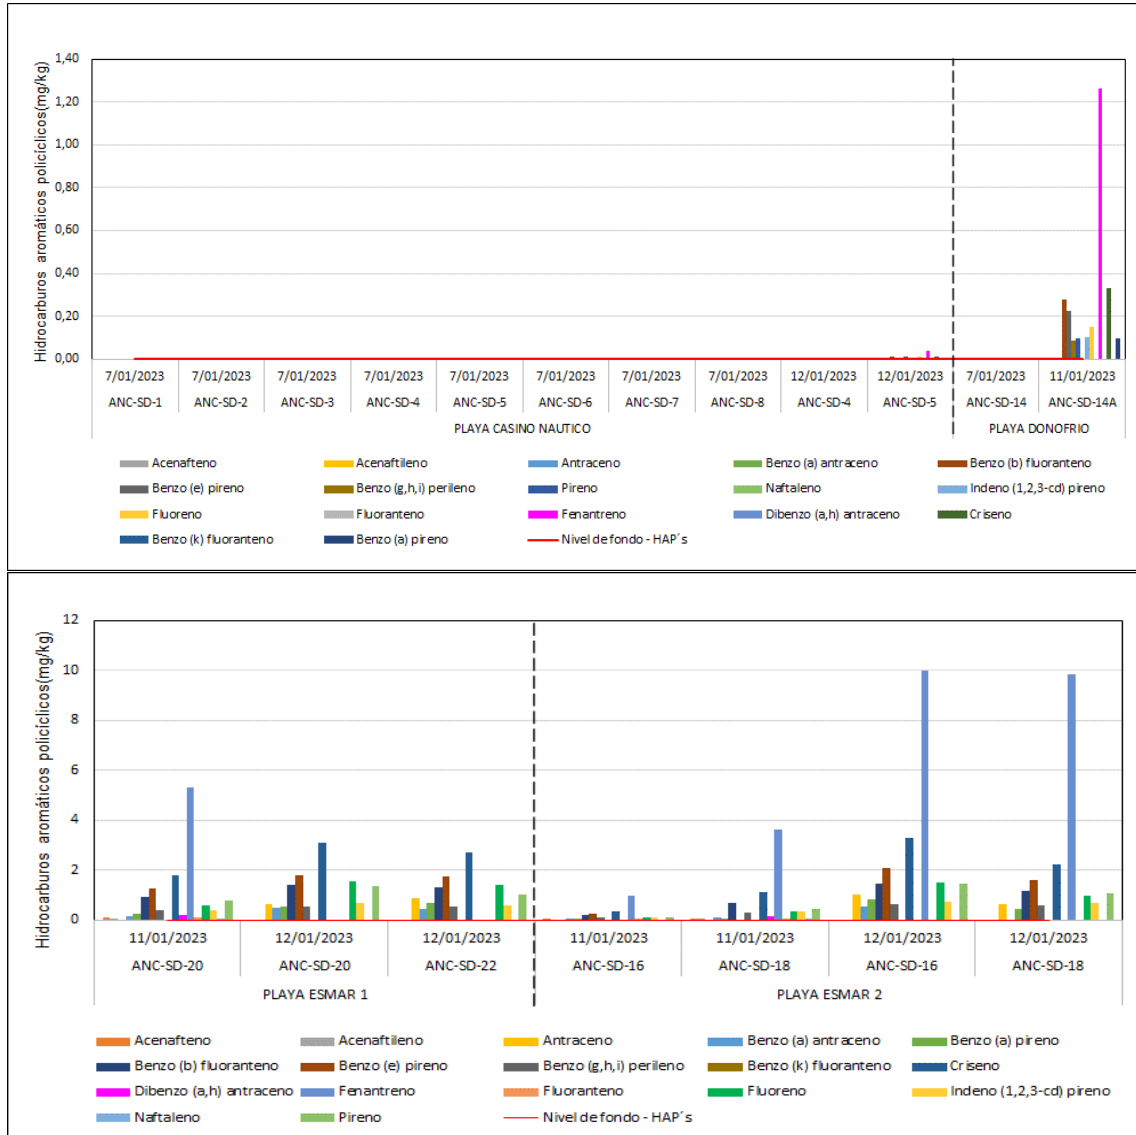 Hidrocarburos aromáticos policíclicos(mg/kg)
1,40
1,20
1,00
0,80
0,60
0,40
0,20
0,00
7/01/2023 7/01/2023 7/01/2023 7/01/2023 7/01/2023 7/01/2023 7/01/2023 7/01/2023 12/01/2023 12/01/2023 7/01/2023 11/01/2023
ANC-SD-1 ANC-SD-2 ANC-SD-3 ANC-SD-4 ANC-SD-5 ANC-SD-6 ANC-SD-7 ANC-SD-8 ANC-SD-4 ANC-SD-5 ANC-SD-14 ANC-SD-14A
PLAYA CASINO NAUTICO PLAYA DONOFRIO
Acenafteno Acenaftileno Antraceno Benzo (a) antraceno Benzo (b) fluoranteno
Benzo (e) pireno Benzo (g,h,i) perileno Pireno Naftaleno Indeno (1,2,3-cd) pireno
Fluoreno Fluoranteno Fenantreno Dibenzo (a,h) antraceno Criseno
Benzo (k) fluoranteno Benzo (a) pireno Nivel de fondo - HAP´s
Hidrocarburos aromáticos policíclicos(mg/kg)
12
10
8
6
4
2
0
11/01/2023 12/01/2023 12/01/2023 11/01/2023 11/01/2023 12/01/2023 12/01/2023
ANC-SD-20 ANC-SD-20 ANC-SD-22 ANC-SD-16 ANC-SD-18 ANC-SD-16 ANC-SD-18
PLAYA ESMAR 1 PLAYA ESMAR 2
Acenafteno Acenaftileno Antraceno Benzo (a) antraceno Benzo (a) pireno
Benzo (b) fluoranteno Benzo (e) pireno Benzo (g,h,i) perileno Benzo (k) fluoranteno Criseno
Dibenzo (a,h) antraceno Fenantreno Fluoranteno Fluoreno Indeno (1,2,3-cd) pireno
Naftaleno Pireno Nivel de fondo - HAP´s